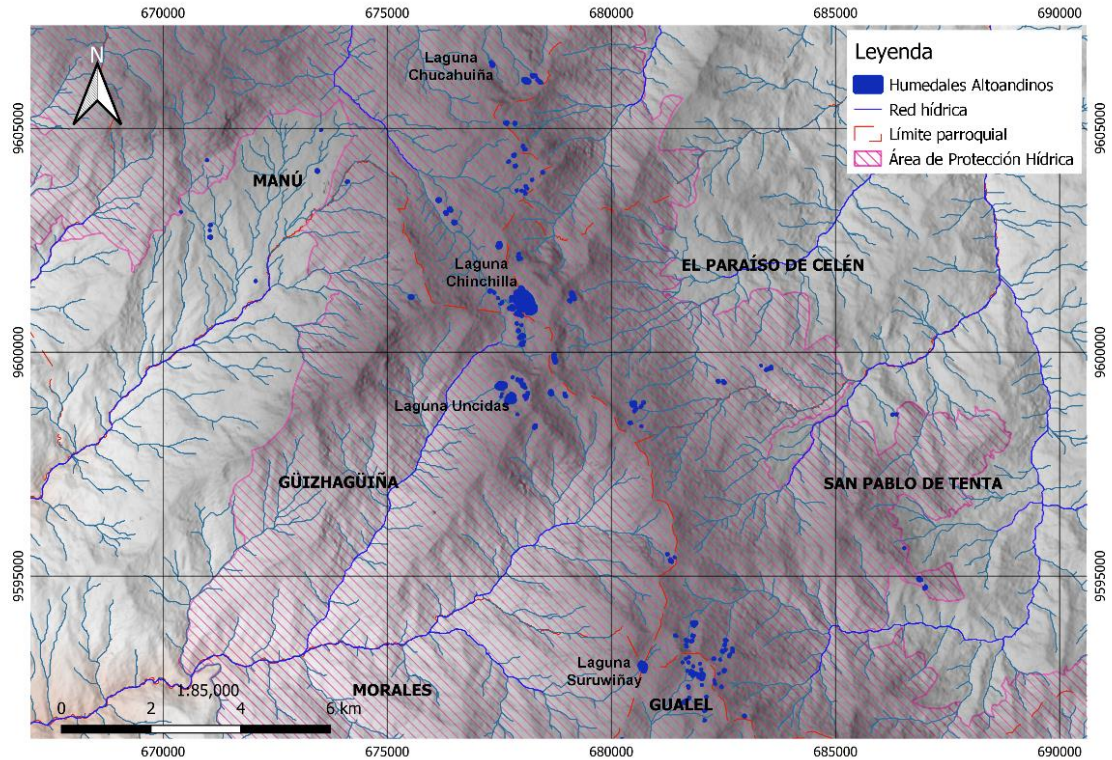 670000 675000 680000 685000 690000
N
Laguna
Chucahuiña
Leyenda
Humedales Altoandinos
Red hídrica
Límite parroquial
Área de Protección Hídrica
9605000 9605000
MANÚ
EL PARAÍSO DE CELÉN
Laguna
Chinchilla
9600000 9600000
Laguna Uncidas
GÜIZHAGÜIÑA
SAN PABLO DE TENTA
9595000 9595000
Laguna
Suruwiñay
MORALES
GUALEL
1:85,000
0 2 4 6 km
670000 675000 680000 685000 690000